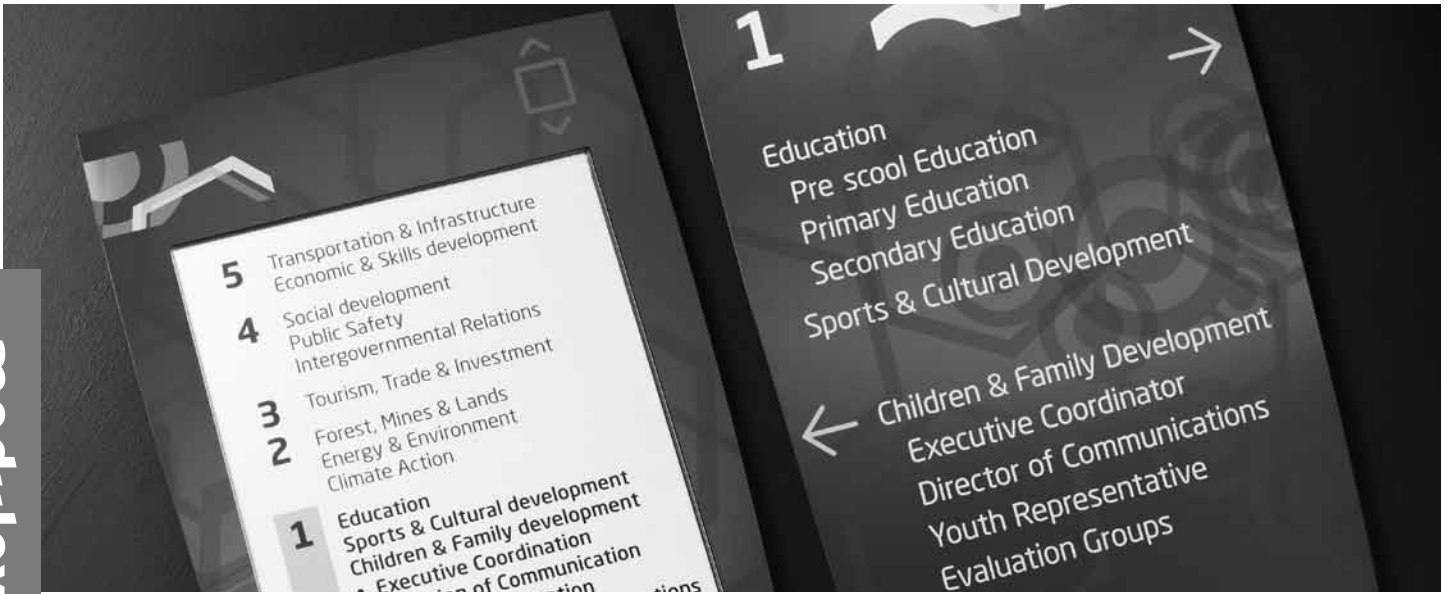 5 Transportation & Infrastructure
Economic & Skills development
4 Social development
Public Safety
Intergovernmental Relations
3 Tourism, Trade & Investment
2 Forest, Mines & Lands
Energy & Environment
Climate Action
1 Education
Sports & Cultural development
Children & Family development
Executive Coordination
of Communication
1
Education
Pre scool Education
Primary Education
Secondary Education
Sports & Cultural Development
Children & Family Development
Executive Coordinator
Director of Communications
Youth Representative
Evaluation Groups